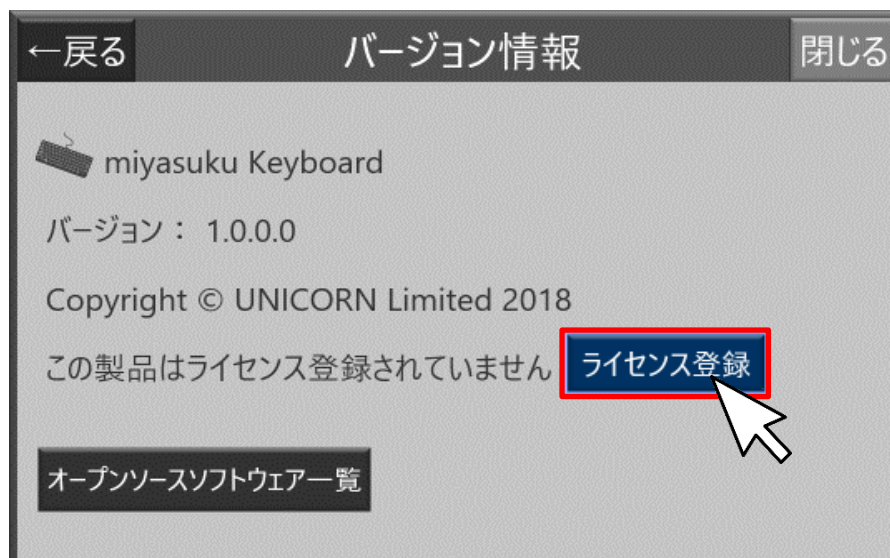 ←戻る バージョン情報 閉じる
miyasuku Keyboard
バージョン： 1.0.0.0
Copyright © UNICORN Limited 2018
この製品はライセンス登録されていません ライセンス登録
オープンソースソフトウェア一覧